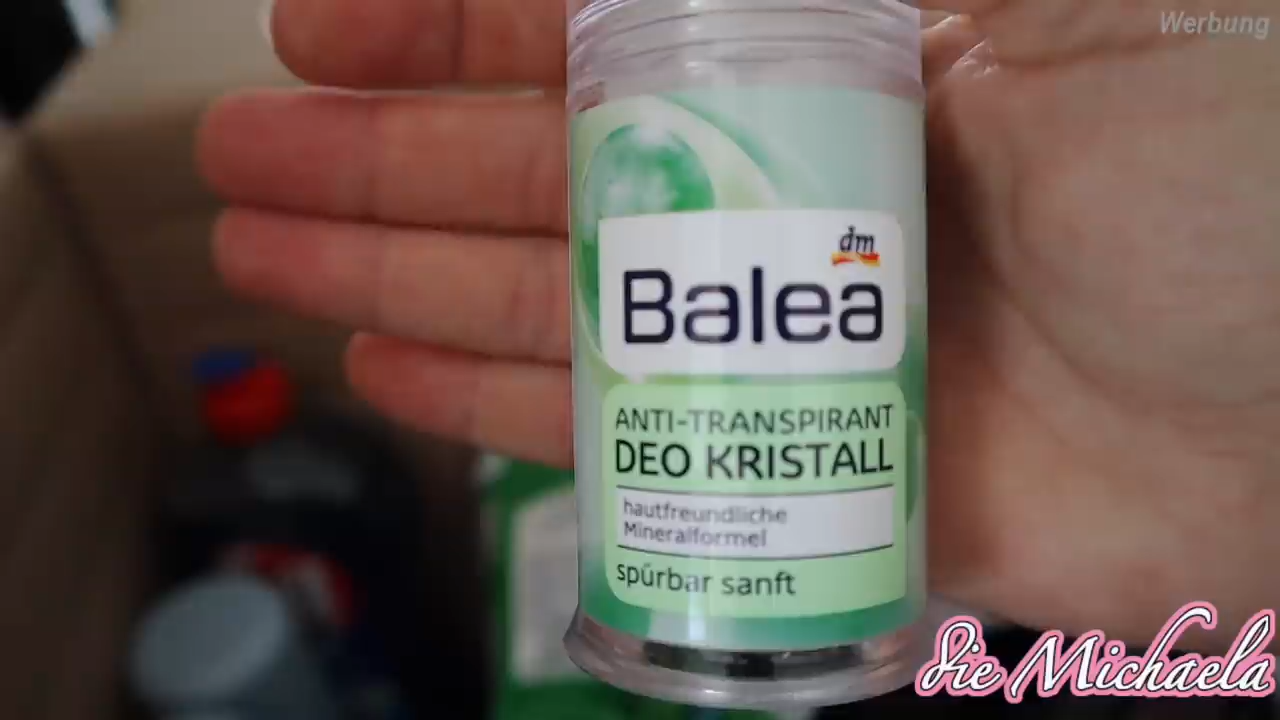 Werbung
dm
Balea
ANTI-TRANSPIRANT
DEO KRISTALL
hautfreundliche
Mineralformel
spürbar sanft
Die Michaela